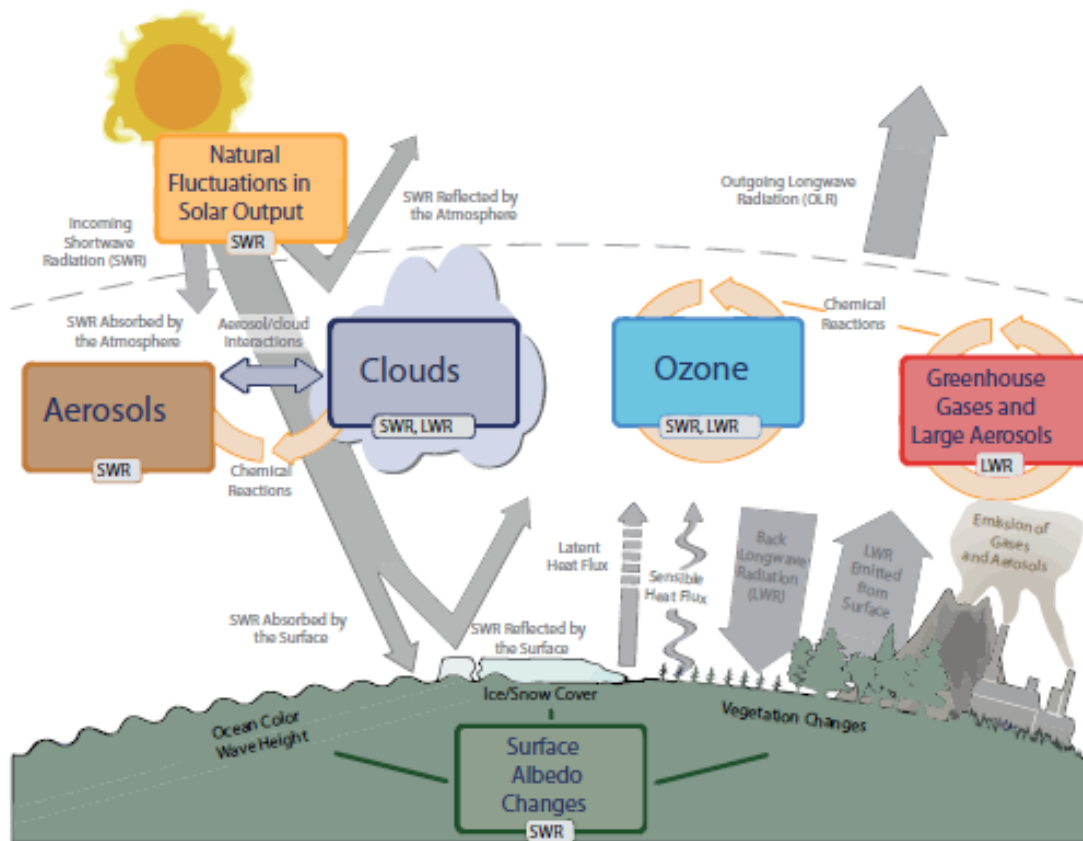 Natural
Fluctuations in
Solar Output
SWR
Incoming
Shortwave
Radiation (SWR)
SWR Reflected by
the Atmosphere
Outgoing Longwave
Radiation (OLR)
SWR Absorbed by
the Atmosphere
Aerosol/cloud
Interactions
Chemical
Reactions
Aerosols
SWR
Clouds
SWR, LWR
Ozone
SWR, LWR
Greenhouse
Gases and
Large Aerosols
LWR
Chemical
Reactions
Latent
Heat Flux
Sensible
Heat Flux
Back
Longwave
Radiation
(LWR)
LWR
Emitted
from
Surface
Emission of
Gases
and Aerosols
SWR Absorbed by
the Surface
SWR Reflected by
the Surface
Ice/Snow Cover
Ocean Color
Wave Height
Vegetation Changes
Surface
Albedo
Changes
SWR